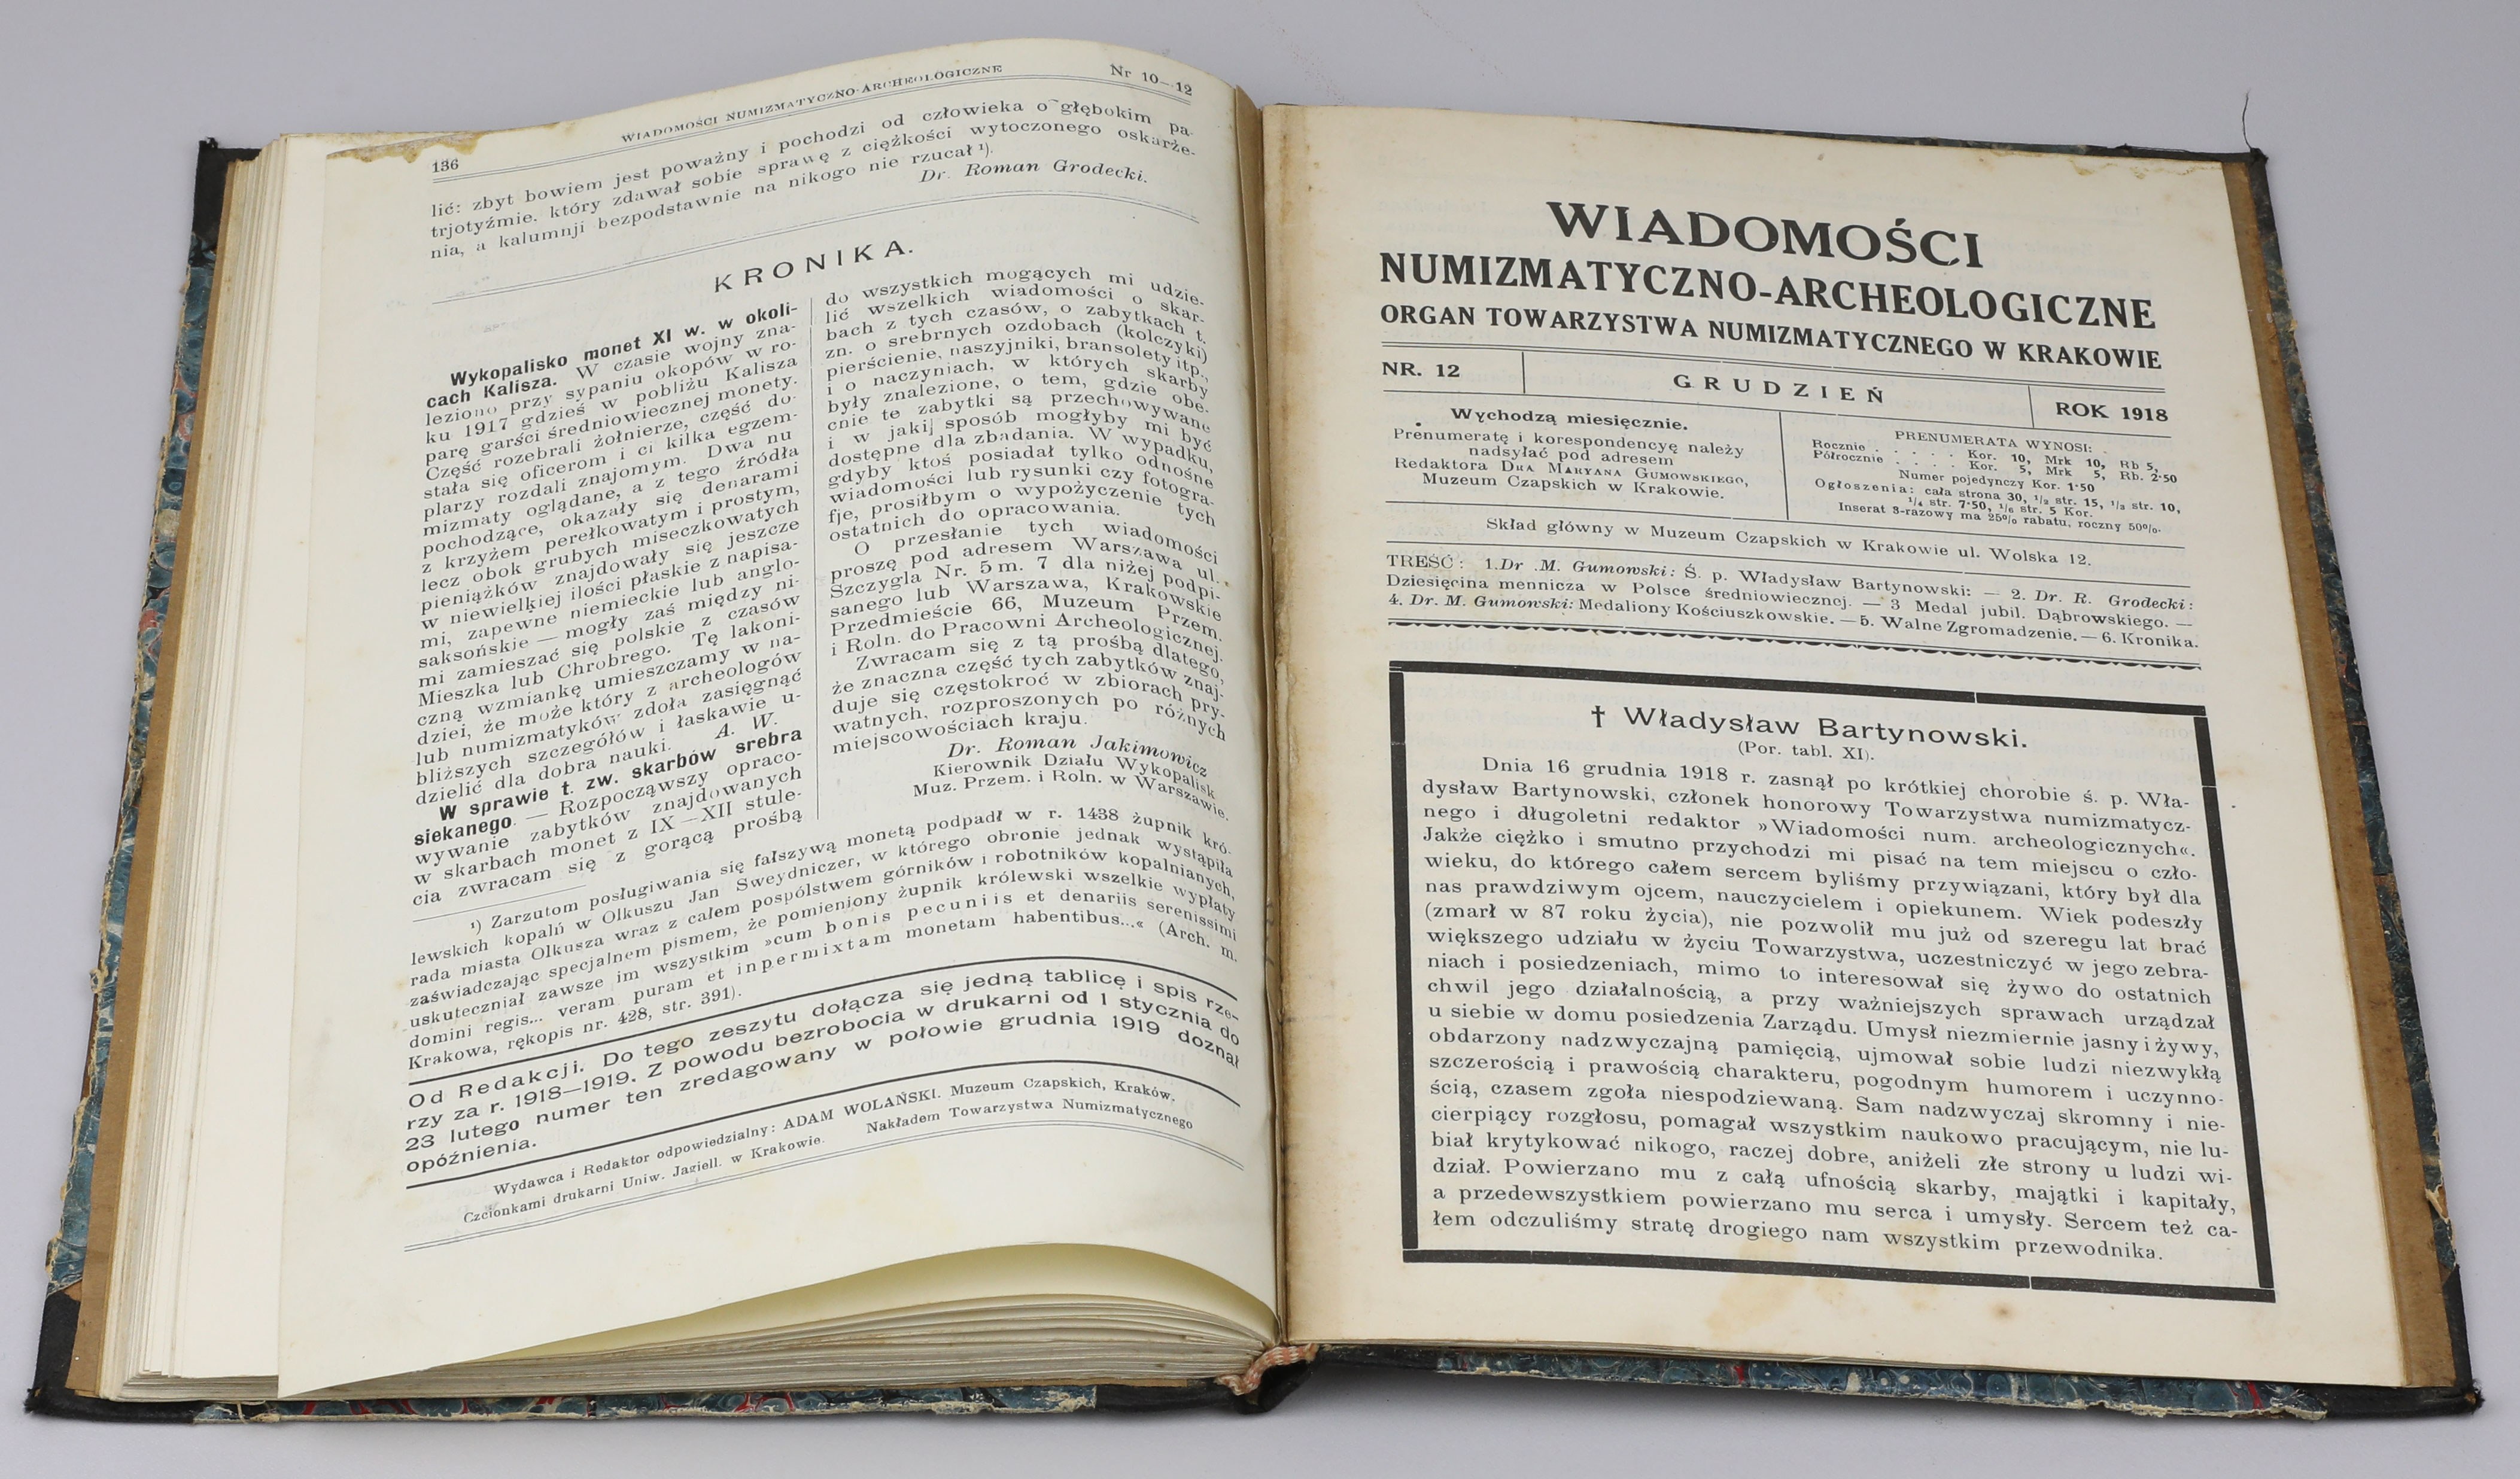 136
WIADOMOŚCI NUMIZMATYCZNO-ARCHEOLOGICZNE
Nr 10—12
lić: zbyt bowiem jest poważny i pochodzi od człowieka o głębokim pa-
trjotyźmie. który zdawał sobie sprawę z ciężkości wytoczonego oskarże-
nia, a kalumnji bezpodstawnie na nikogo nie rzucał ¹).
Dr. Roman Grodecki.
KRONIKA.
Wykopalisko monet XI w. w okoli-
cach Kalisza. W czasie wojny zna-
leziono przy sypaniu okopów w ro-
ku 1917 gdzieś w pobliżu Kalisza
parę garści średniowiecznej monety.
Część rozebrali żołnierze, część do-
stała się oficerom i ci kilka egzem-
plarzy rozdali znajomym. Dwa nu
mizmaty oglądane, a z tego źródła
pochodzące, okazały się denarami
z krzyżem perełkowatym i prostym,
lecz obok grubych miseczkowatych
pieniążków znajdowały się jeszcze
w niewielkiej ilości płaskie z napisa-
mi, zapewne niemieckie lub anglo-
saksońskie — mogły zaś między ni-
mi zamieszać się polskie z czasów
Mieszka lub Chrobrego. Tę lakoni-
czną wzmiankę umieszczamy w na-
dziei, że może który z archeologów
lub numizmatyków zdoła zasięgnąć
bliższych szczegółów i łaskawie u-
dzielić dla dobra nauki. A. W.
W sprawie t. zw. skarbów srebra
siekanego. — Rozpocząwszy opraco-
wywanie zabytków znajdowanych
w skarbach monet z IX—XII stule-
cia zwracam się z gorącą prośbą
do wszystkich mogących mi udzie-
lić wszelkich wiadomości o skar-
bach z tych czasów, o zabytkach t.
zn. o srebrnych ozdobach (kolczyki)
pierścienie, naszyjniki, bransolety itp.,
i o naczyniach, w których skarby
były znalezione, o tem, gdzie obe-
cnie te zabytki są przechowywane
i w jakij sposób mogłyby mi być
dostępne dla zbadania. W wypadku,
gdyby ktoś posiadał tylko odnośne
wiadomości lub rysunki czy fotogra-
fje, prosiłbym o wypożyczenie tych
ostatnich do opracowania.
O przesłanie tych wiadomości
proszę pod adresem Warszawa ul.
Szczygla Nr. 5 m. 7 dla niżej podpi-
sanego lub Warszawa, Krakowskie
Przedmieście 66, Muzeum Przem.
i Roln. do Pracowni Archeologicznej.
Zwracam się z tą prośbą dlatego,
że znaczna część tych zabytków znaj-
duje się częstokroć w zbiorach pry-
watnych, rozproszonych po różnych
miejscowościach kraju.
Dr. Roman Jakimowicz
Kierownik Działu Wykopalisk
Muz. Przem. i Roln. w Warszawie.
¹) Zarzutom posługiwania się fałszywą monetą podpadł w r. 1438 żupnik kró-
lewskich kopalń w Olkuszu Jan Sweydniczer, w którego obronie jednak wystąpiła
rada miasta Olkusza wraz z całem pospólstwem górników i robotników kopalnianych,
zaświadczając specjalnem pismem, że pomieniony żupnik królewski wszelkie wypłaty
uskuteczniał zawsze im wszystkim »cum bonis pecuniis et denariis serenissimi
domini regis... veram puram et inpermixtam monetam habentibus...« (Arch. m.
Krakowa, rękopis nr. 428, str. 391).
Od Redakcji. Do tego zeszytu dołącza się jedną tablicę i spis rze-
rzy za r. 1918—1919. Z powodu bezrobocia w drukarni od 1 stycznia do
23 lutego numer ten zredagowany w połowie grudnia 1919 doznał
opóźnienia.
Wydawca i Redaktor odpowiedzialny: ADAM WOLAŃSKI. Muzeum Czapskich, Kraków.
Czcionkami drukarni Uniw. Jagiell. w Krakowie. Nakładem Towarzystwa Numizmatycznego
WIADOMOŚCI
NUMIZMATYCZNO-ARCHEOLOGICZNE
ORGAN TOWARZYSTWA NUMIZMATYCZNEGO W KRAKOWIE
NR. 12
GRUDZIEŃ
ROK 1918
Wychodzą miesięcznie.
Prenumeratę i korespondencyę należy
nadsyłać pod adresem
Redaktora Dra Maryana Gumowskiego,
Muzeum Czapskich w Krakowie.
PRENUMERATA WYNOSI:
Rocznie . . . . . Kor. 10, Mrk 10, Rb 5,
Półrocznie . . . . Kor. 5, Mrk 5, Rb. 2·50
Numer pojedynczy Kor. 1·50
Ogłoszenia: cała strona 30, ¹/₂ str. 15, ¹/₃ str. 10,
¹/₄ str. 7·50, ¹/₆ str. 5 Kor.
Inserat 3-razowy ma 25% rabatu, roczny 50%.
Skład główny w Muzeum Czapskich w Krakowie ul. Wolska 12.
TREŚĆ: 1. Dr .M. Gumowski: Ś. p. Władysław Bartynowski: — 2. Dr. R. Grodecki:
Dziesięcina mennicza w Polsce średniowiecznej. — 3 Medal jubil. Dąbrowskiego. —
4. Dr. M. Gumowski: Medaliony Kościuszkowskie. — 5. Walne Zgromadzenie. — 6. Kronika.
† Władysław Bartynowski.
(Por. tabl. XI).
Dnia 16 grudnia 1918 r. zasnął po krótkiej chorobie ś. p. Wła-
dysław Bartynowski, członek honorowy Towarzystwa numizmatycz-
nego i długoletni redaktor »Wiadomości num. archeologicznych«.
Jakże ciężko i smutno przychodzi mi pisać na tem miejscu o czło-
wieku, do którego całem sercem byliśmy przywiązani, który był dla
nas prawdziwym ojcem, nauczycielem i opiekunem. Wiek podeszły
(zmarł w 87 roku życia), nie pozwolił mu już od szeregu lat brać
większego udziału w życiu Towarzystwa, uczestniczyć w jego zebra-
niach i posiedzeniach, mimo to interesował się żywo do ostatnich
chwil jego działalnością, a przy ważniejszych sprawach urządzał
u siebie w domu posiedzenia Zarządu. Umysł niezmiernie jasny i żywy,
obdarzony nadzwyczajną pamięcią, ujmował sobie ludzi niezwykłą
szczerością i prawością charakteru, pogodnym humorem i uczynno-
ścią, czasem zgoła niespodziewaną. Sam nadzwyczaj skromny i nie-
cierpiący rozgłosu, pomagał wszystkim naukowo pracującym, nie lu-
biał krytykować nikogo, raczej dobre, aniżeli złe strony u ludzi wi-
dział. Powierzano mu z całą ufnością skarby, majątki i kapitały,
a przedewszystkiem powierzano mu serca i umysły. Sercem też ca-
łem odczuliśmy stratę drogiego nam wszystkim przewodnika.